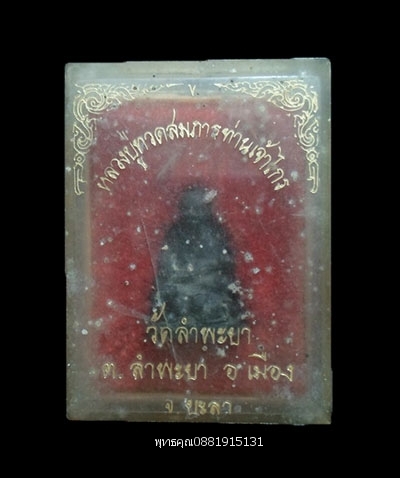 หลวงปู่ทวดสมภารท่านเจ้าไกร
วัดลำพะยา
ต. ลำพะยา อ เมือง
จ. ยะลา
พุทธคุณ0881915131